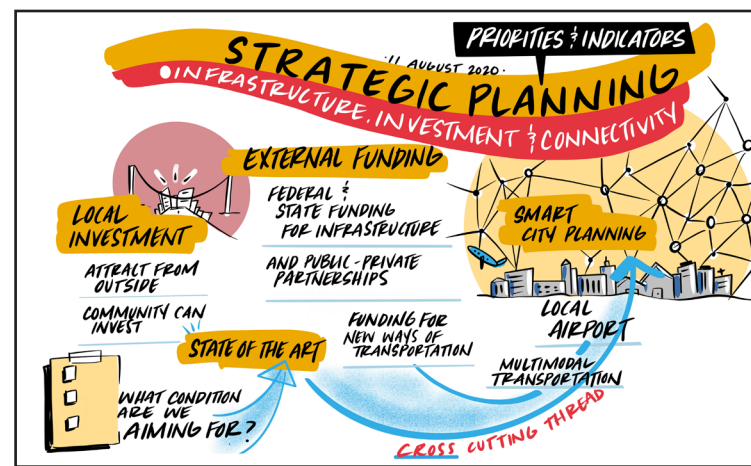 PRIORITIES & INDICATORS
·11 AUGUST 2020·
STRATEGIC PLANNING
INFRASTRUCTURE, INVESTMENT & CONNECTIVITY
EXTERNAL FUNDING
FEDERAL &
STATE FUNDING
FOR INFRASTRUCTURE
AND PUBLIC-PRIVATE
PARTNERSHIPS
LOCAL
INVESTMENT
ATTRACT FROM
OUTSIDE
COMMUNITY CAN
INVEST
SMART
CITY PLANNING
LOCAL
AIRPORT
MULTIMODAL
TRANSPORTATION
FUNDING FOR
NEW WAYS OF
TRANSPORTATION
STATE OF THE ART
WHAT CONDITION
ARE WE
AIMING FOR?
CROSS CUTTING THREAD